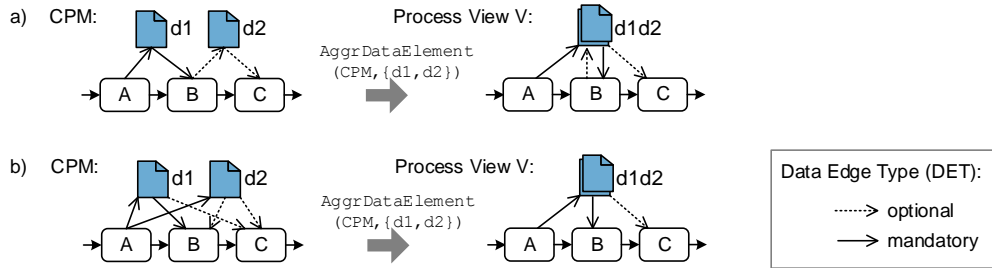 a) CPM: d1 d2 Process View V: d1d2
AggrDataElement
(CPM,{d1,d2})
A B C A B C
b) CPM: d1 d2 Process View V: d1d2
AggrDataElement
(CPM,{d1,d2})
A B C A B C
Data Edge Type (DET):
optional
mandatory